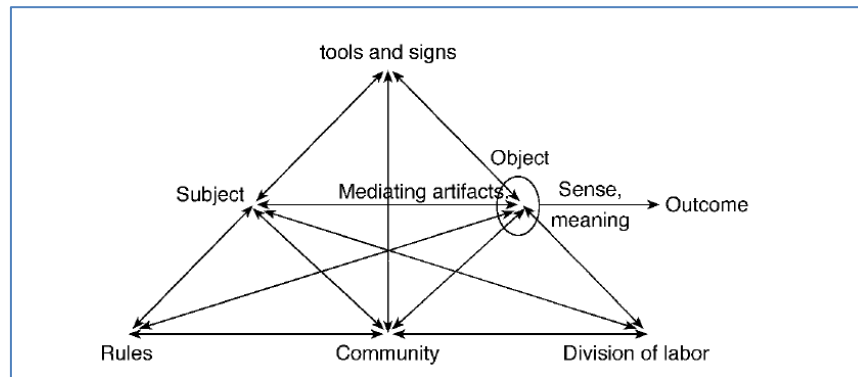 tools and signs
Object
Subject
Mediating artifacts,
Sense,
meaning
Outcome
Rules
Community
Division of labor